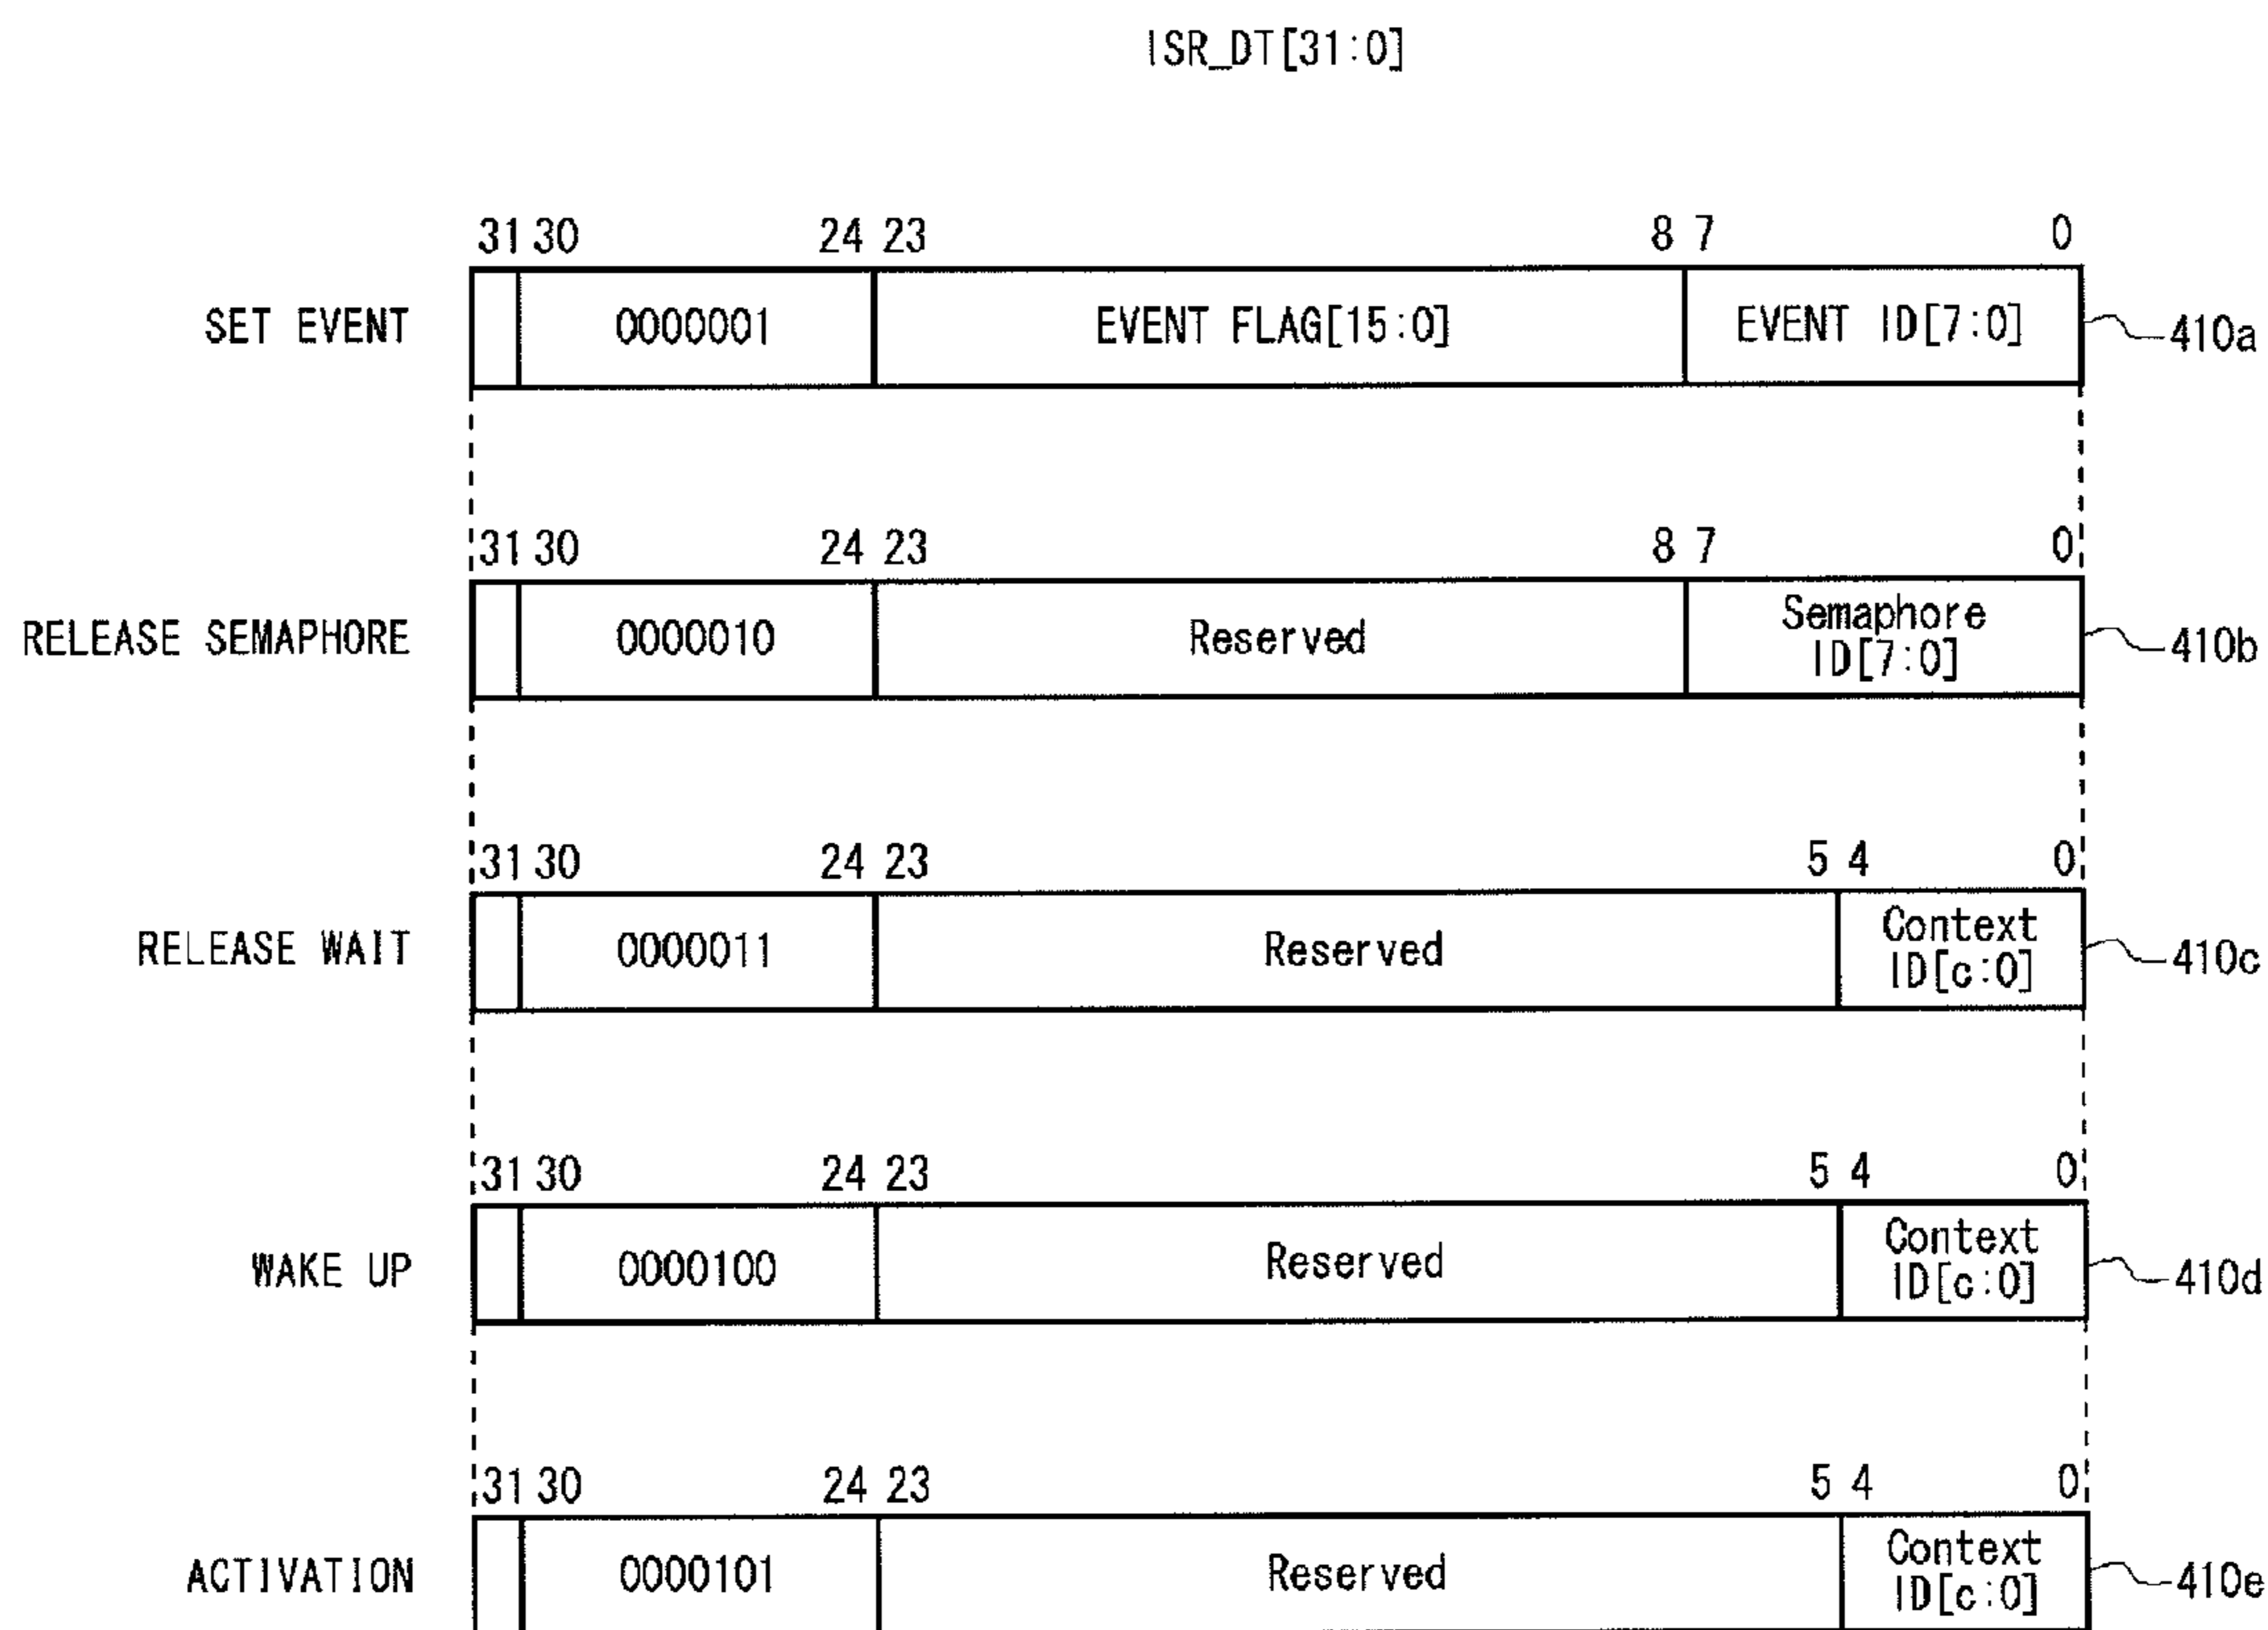 ISR_DT[31:0]
31 30 24 23 8 7 0
SET EVENT 0000001 EVENT FLAG[15:0] EVENT ID[7:0] 410a
31 30 24 23 8 7 0
RELEASE SEMAPHORE 0000010 Reserved Semaphore
ID[7:0] 410b
31 30 24 23 5 4 0
RELEASE WAIT 0000011 Reserved Context
ID[c:0] 410c
31 30 24 23 5 4 0
WAKE UP 0000100 Reserved Context
ID[c:0] 410d
31 30 24 23 5 4 0
ACTIVATION 0000101 Reserved Context
ID[c:0] 410e